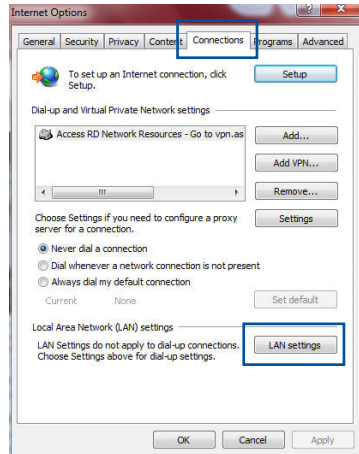 Internet Options
General Security Privacy Content Connections Programs Advanced
To set up an Internet connection, click
Setup.
Setup
Dial-up and Virtual Private Network settings
Access RD Network Resources - Go to vpn.as
Add...
Add VPN...
Remove...
Choose Settings if you need to configure a proxy
server for a connection.
Settings
Never dial a connection
Dial whenever a network connection is not present
Always dial my default connection
Current None
Set default
Local Area Network (LAN) settings
LAN Settings do not apply to dial-up connections.
Choose Settings above for dial-up settings.
LAN settings
OK Cancel Apply